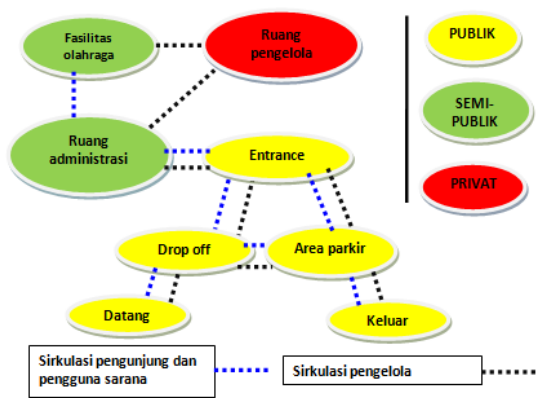 Fasilitas
olahraga
Ruang
pengelola
PUBLIK
SEMI-
PUBLIK
Ruang
administrasi
Entrance
PRIVAT
Drop off
Area parkir
Datang
Keluar
Sirkulasi pengunjung dan
pengguna sarana
Sirkulasi pengelola